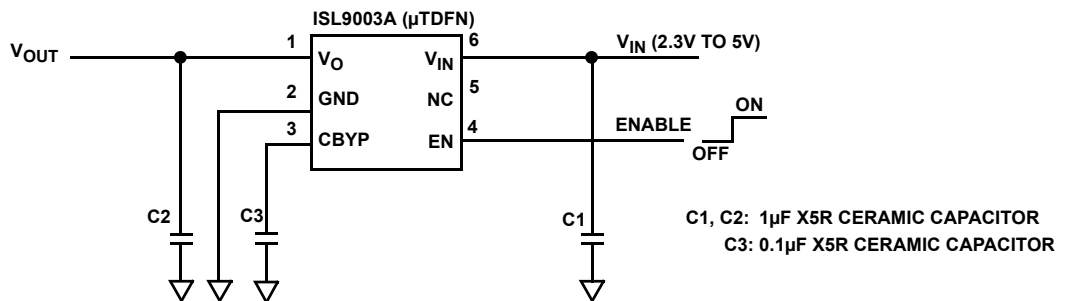 ISL9003A (µTDFN)
VOUT
1
VO
VIN
6
VIN (2.3V TO 5V)
2
GND
NC
5
3
CBYP
EN
4
ENABLE
ON
OFF
C2
C3
C1
C1, C2: 1µF X5R CERAMIC CAPACITOR
C3: 0.1µF X5R CERAMIC CAPACITOR